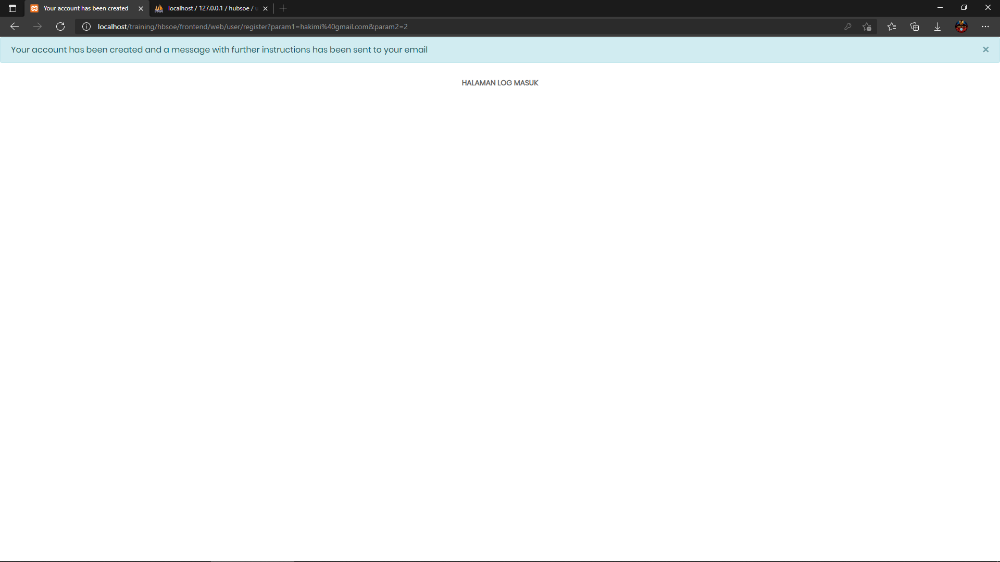 Your account has been created
localhost / 127.0.0.1 / hubsoe / u
localhost/training/hbsoe/frontend/web/user/register?param1=hakimi%40gmail.com&param2=2
Your account has been created and a message with further instructions has been sent to your email
HALAMAN LOG MASUK